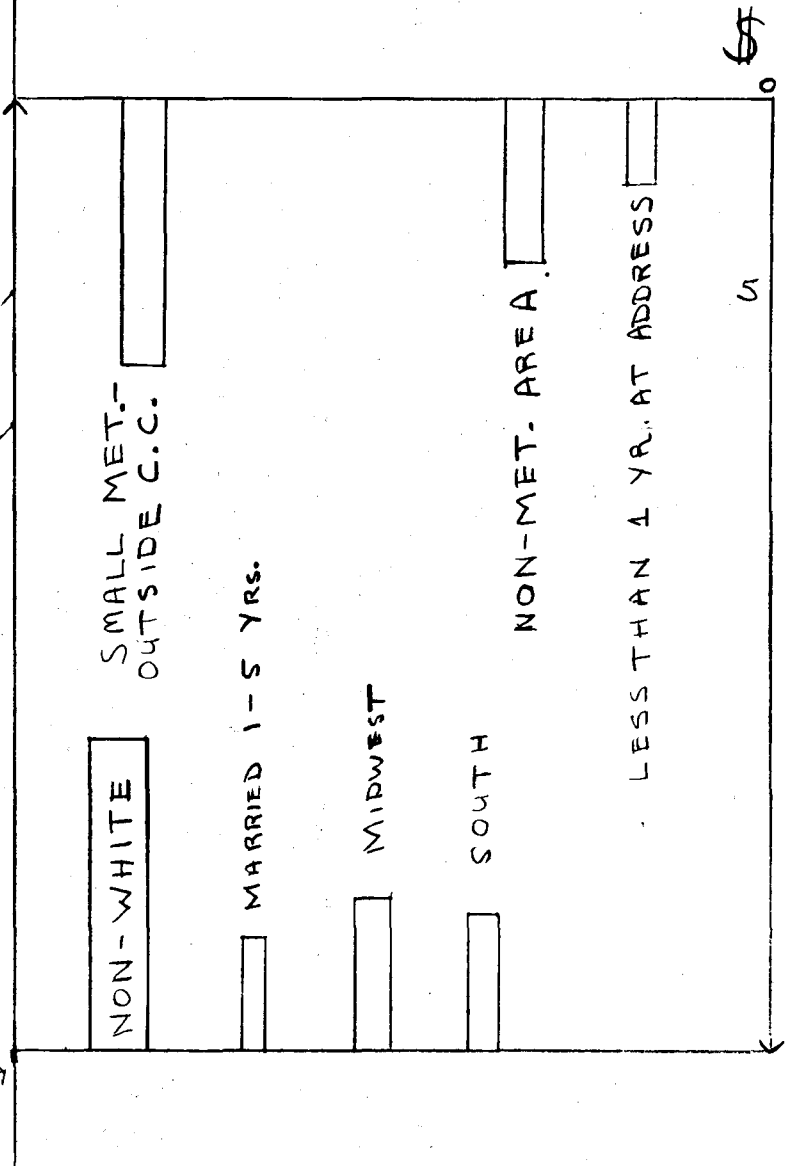 NON-WHITE
SMALL MET.-
OUTSIDE C.C.
MARRIED 1-5 YRS.
MIDWEST
SOUTH
NON-MET. AREA.
LESS THAN 1 YR. AT ADDRESS
$
0